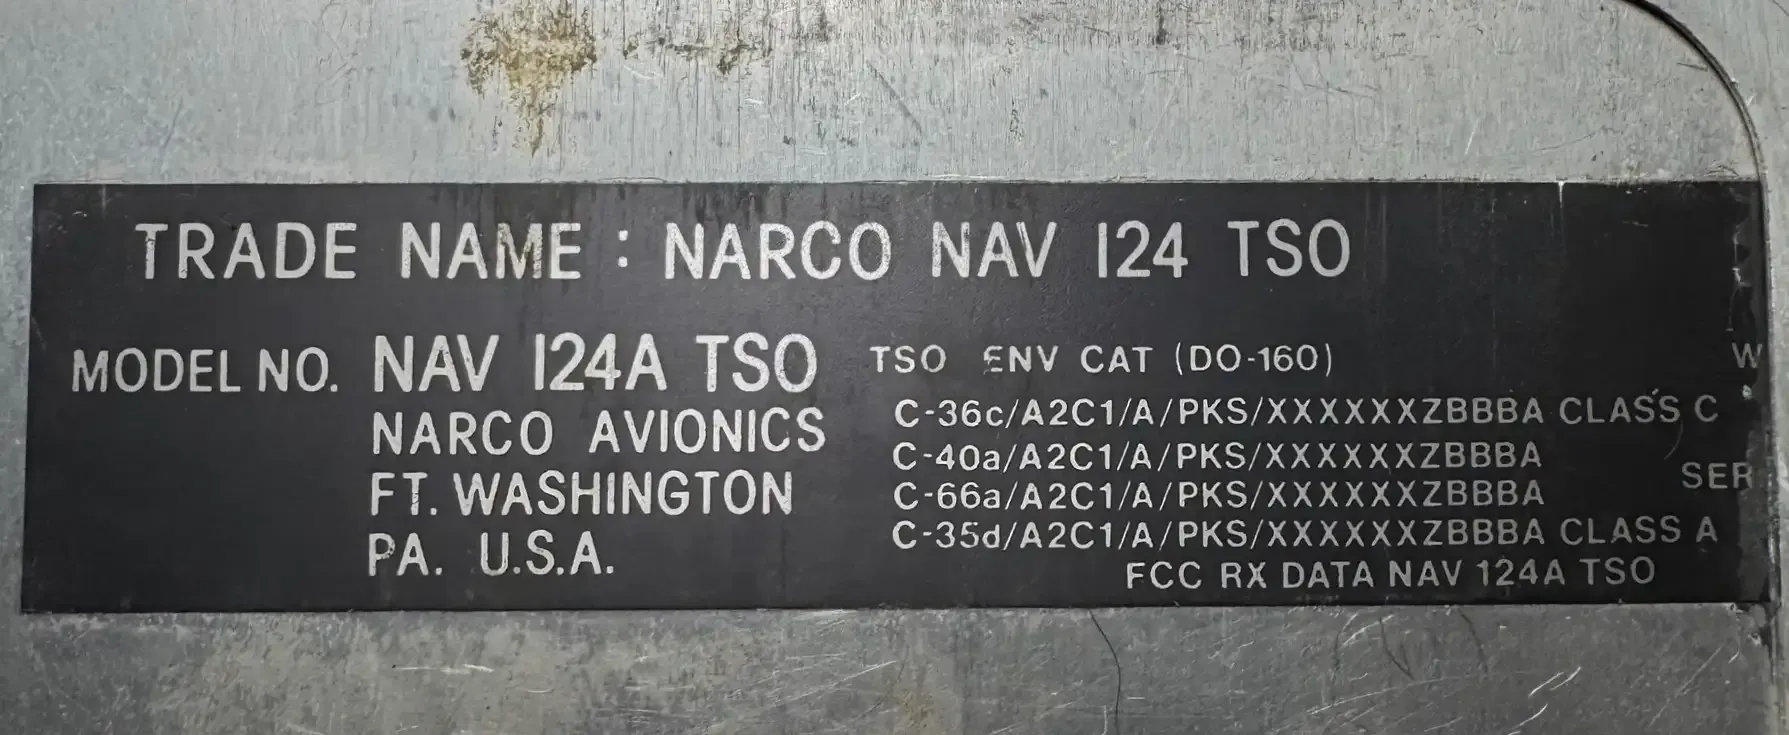 TRADE NAME : NARCO NAV 124 TSO
MODEL NO. NAV 124A TSO
NARCO AVIONICS
FT. WASHINGTON
PA. U.S.A.
TSO ENV CAT (DO-160)
C-36c/A2C1/A/PKS/XXXXXXZBBBA CLASS C
C-40a/A2C1/A/PKS/XXXXXXZBBBA
C-66a/A2C1/A/PKS/XXXXXXZBBBA
C-35d/A2C1/A/PKS/XXXXXXZBBBA CLASS A
FCC RX DATA NAV 124A TSO
W
SER